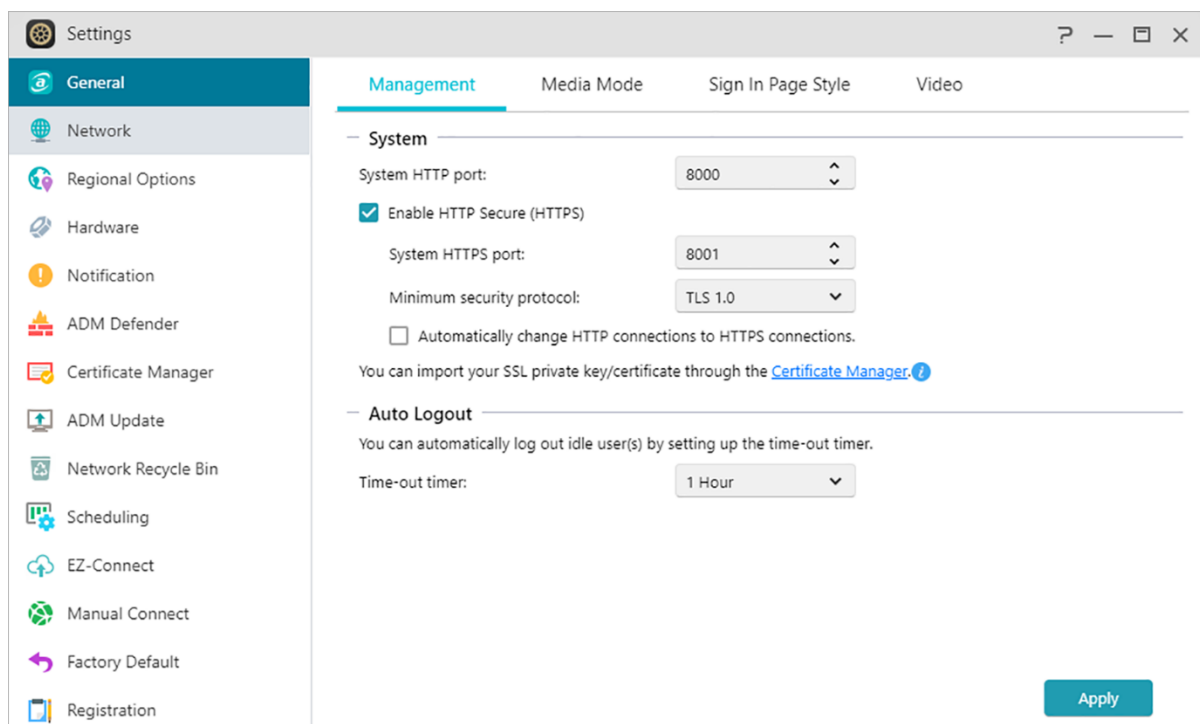 Settings
General
Network
Regional Options
Hardware
Notification
ADM Defender
Certificate Manager
ADM Update
Network Recycle Bin
Scheduling
EZ-Connect
Manual Connect
Factory Default
Registration
Management Media Mode Sign In Page Style Video
System
System HTTP port: 8000
Enable HTTP Secure (HTTPS)
System HTTPS port: 8001
Minimum security protocol: TLS 1.0
Automatically change HTTP connections to HTTPS connections.
You can import your SSL private key/certificate through the Certificate Manager.
Auto Logout
You can automatically log out idle user(s) by setting up the time-out timer.
Time-out timer: 1 Hour
Apply